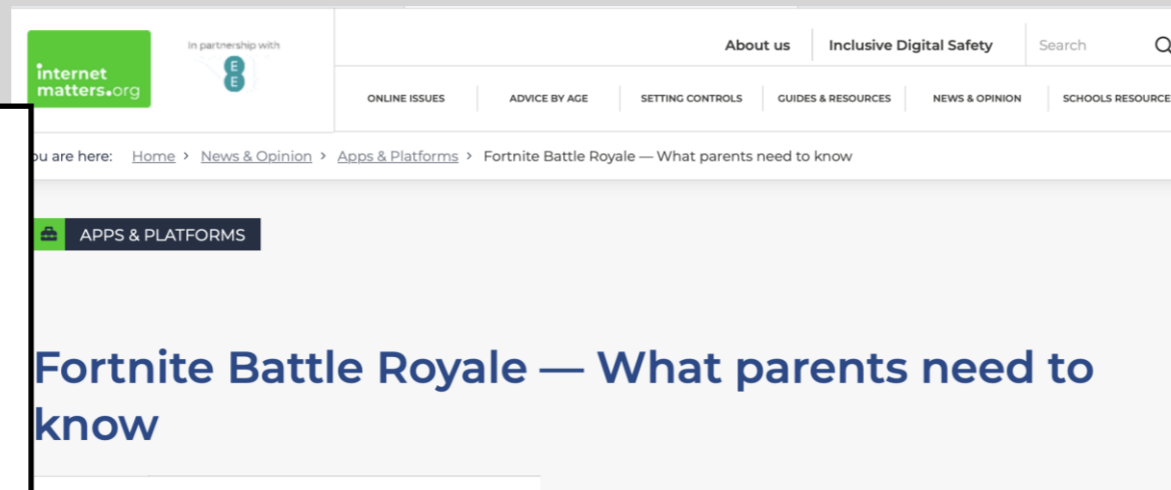 internet
matters.org
In partnership with
E
E
About us
Inclusive Digital Safety
Search
ONLINE ISSUES
ADVICE BY AGE
SETTING CONTROLS
GUIDES & RESOURCES
NEWS & OPINION
SCHOOLS RESOURCE
ou are here: Home > News & Opinion > Apps & Platforms > Fortnite Battle Royale — What parents need to know
APPS & PLATFORMS
Fortnite Battle Royale — What parents need to
know